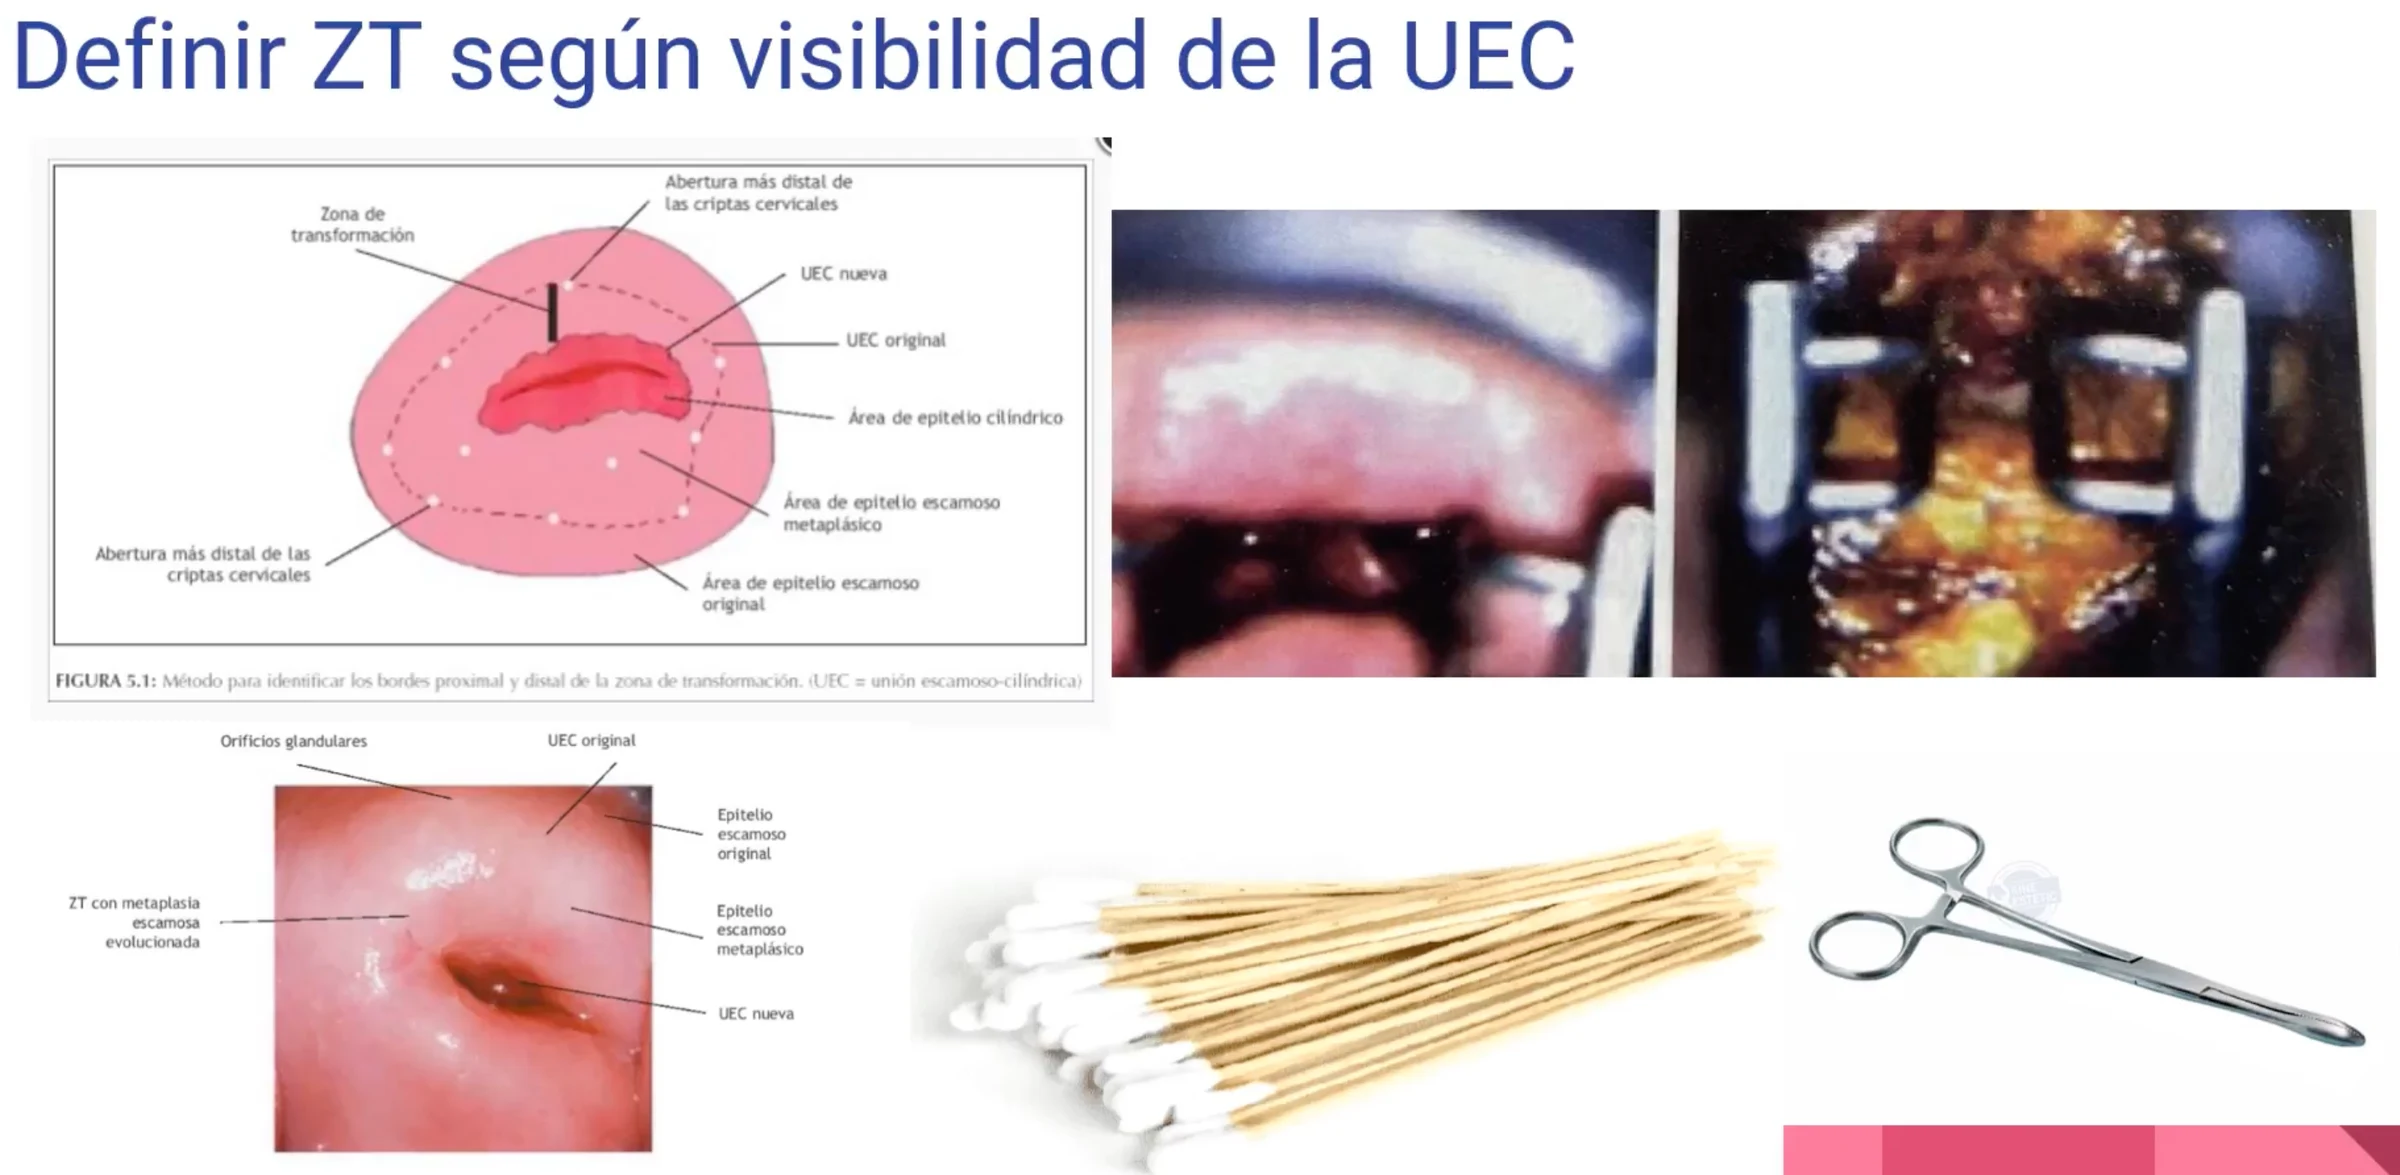 Definir ZT según visibilidad de la UEC
Abertura más distal de
las criptas cervicales
Zona de
transformación
UEC nueva
UEC original
Área de epitelio cilíndrico
Área de epitelio escamoso
metaplásico
Abertura más distal de las
criptas cervicales
Área de epitelio escamoso
original
FIGURA 5.1: Método para identificar los bordes proximal y distal de la zona de transformación. (UEC = unión escamoso-cilíndrica)
Orificios glandulares
UEC original
Epitelio
escamoso
original
ZT con metaplasia
escamosa
evolucionada
Epitelio
escamoso
metaplásico
UEC nueva